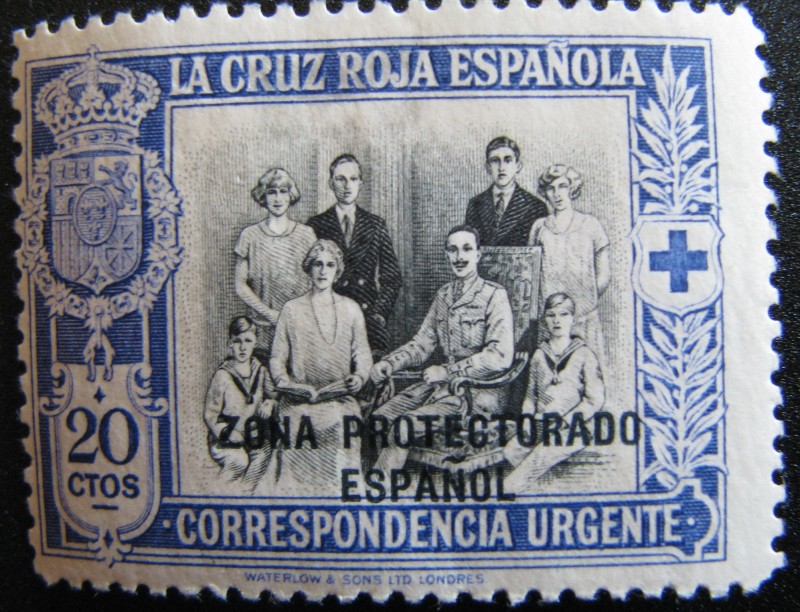 LA CRUZ ROJA ESPAÑOLA
20
CTOS
ZONA PROTECTORADO
ESPAÑOL
·CORRESPONDENCIA URGENTE·
WATERLOW & SONS LTD. LONDRES.